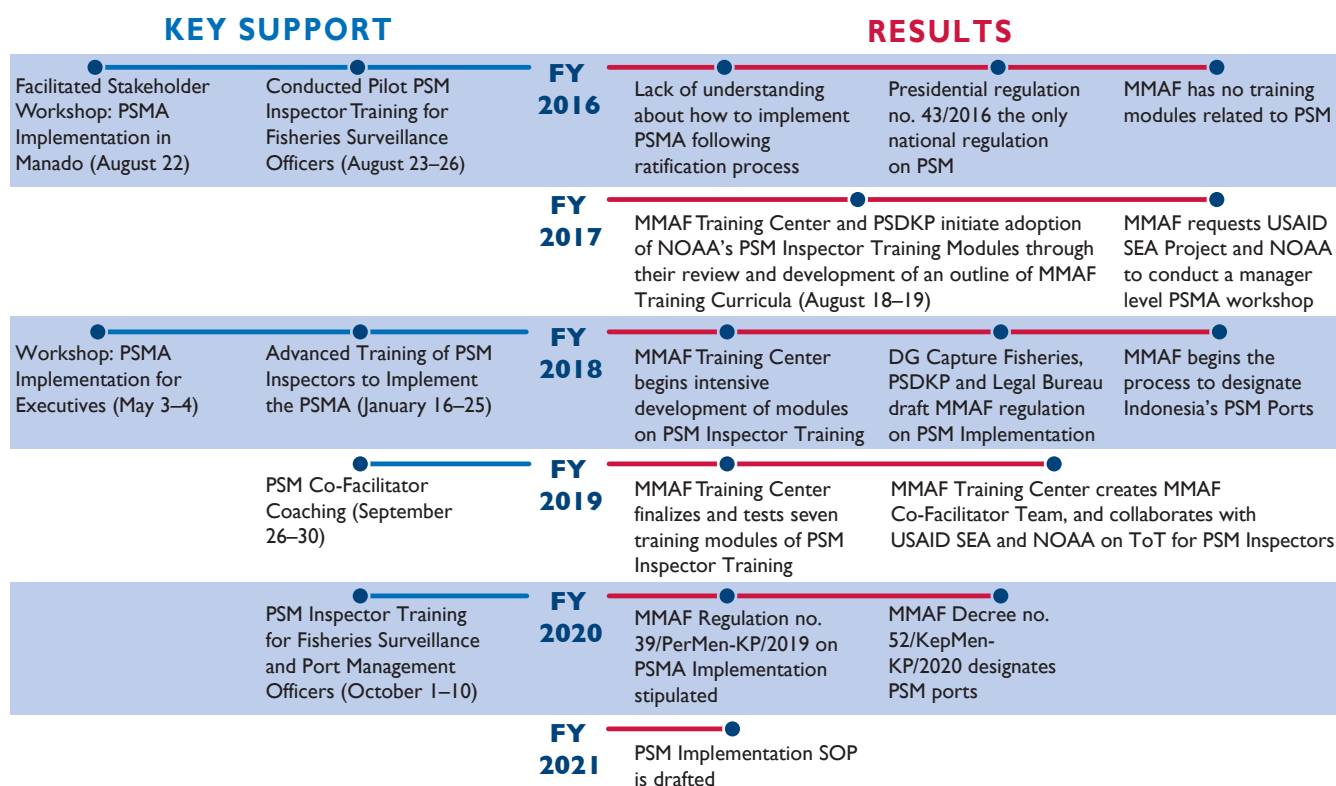 KEY SUPPORT
RESULTS
FY
2016
Facilitated Stakeholder
Workshop: PSMA
Implementation in
Manado (August 22)
Conducted Pilot PSM
Inspector Training for
Fisheries Surveillance
Officers (August 23–26)
Lack of understanding
about how to implement
PSMA following
ratification process
Presidential regulation
no. 43/2016 the only
national regulation
on PSM
MMAF has no training
modules related to PSM
FY
2017
MMAF Training Center and PSDKP initiate adoption
of NOAA's PSM Inspector Training Modules through
their review and development of an outline of MMAF
Training Curricula (August 18–19)
MMAF requests USAID
SEA Project and NOAA
to conduct a manager
level PSMA workshop
FY
2018
Workshop: PSMA
Implementation for
Executives (May 3–4)
Advanced Training of PSM
Inspectors to Implement
the PSMA (January 16–25)
MMAF Training Center
begins intensive
development of modules
on PSM Inspector Training
DG Capture Fisheries,
PSDKP and Legal Bureau
draft MMAF regulation
on PSM Implementation
MMAF begins the
process to designate
Indonesia's PSM Ports
FY
2019
PSM Co-Facilitator
Coaching (September
26–30)
MMAF Training Center
finalizes and tests seven
training modules of PSM
Inspector Training
MMAF Training Center creates MMAF
Co-Facilitator Team, and collaborates with
USAID SEA and NOAA on ToT for PSM Inspectors
FY
2020
PSM Inspector Training
for Fisheries Surveillance
and Port Management
Officers (October 1–10)
MMAF Regulation no.
39/PerMen-KP/2019 on
PSMA Implementation
stipulated
MMAF Decree no.
52/KepMen-
KP/2020 designates
PSM ports
FY
2021
PSM Implementation SOP
is drafted